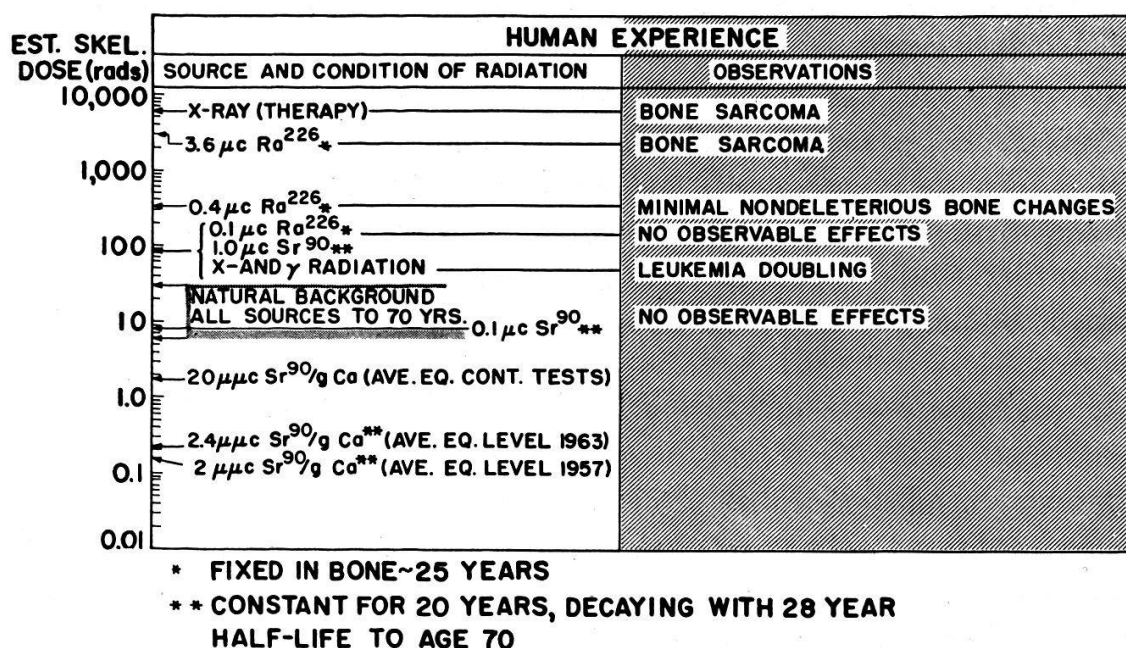 HUMAN EXPERIENCE
EST. SKEL. DOSE (rads)
SOURCE AND CONDITION OF RADIATION
OBSERVATIONS
10,000
X-RAY (THERAPY)
BONE SARCOMA
3.6 μc Ra²²⁶*
BONE SARCOMA
1,000
0.4 μc Ra²²⁶*
MINIMAL NONDELETERIOUS BONE CHANGES
0.1 μc Ra²²⁶*
NO OBSERVABLE EFFECTS
100
1.0 μc Sr⁹⁰**
X-AND γ RADIATION
LEUKEMIA DOUBLING
NATURAL BACKGROUND
ALL SOURCES TO 70 YRS.
NO OBSERVABLE EFFECTS
10
0.1 μc Sr⁹⁰**
20 μμc Sr⁹⁰/g Ca (AVE. EQ. CONT. TESTS)
1.0
2.4 μμc Sr⁹⁰/g Ca** (AVE. EQ. LEVEL 1963)
2 μμc Sr⁹⁰/g Ca** (AVE. EQ. LEVEL 1957)
0.1
0.01
* FIXED IN BONE~25 YEARS
** CONSTANT FOR 20 YEARS, DECAYING WITH 28 YEAR
HALF-LIFE TO AGE 70